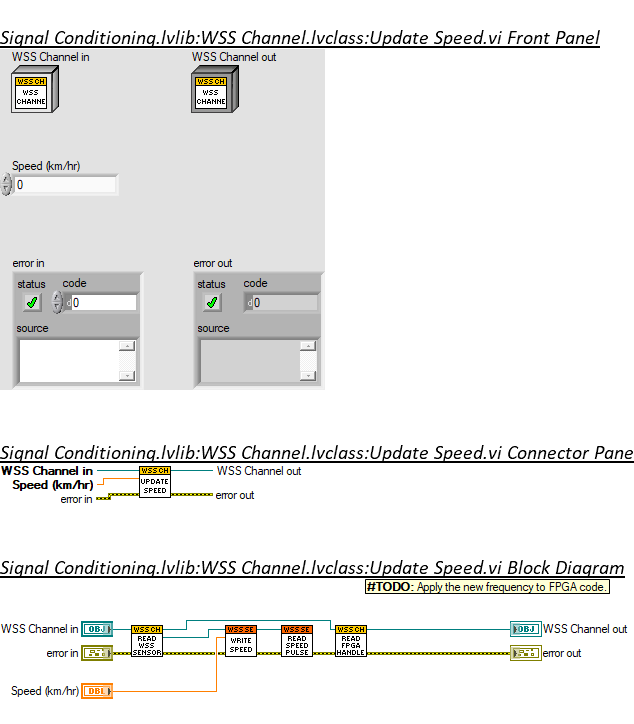 Signal Conditioning.lvlib:WSS Channel.lvclass:Update Speed.vi Front Panel
WSS Channel in WSS Channel out
WSS CH WSS CH
WSS WSS
CHANNE CHANNE
Speed (km/hr)
0
error in error out
status code status code
d 0 d 0
source source
Signal Conditioning.lvlib:WSS Channel.lvclass:Update Speed.vi Connector Pane
WSS Channel in WSS CH WSS Channel out
Speed (km/hr) UPDATE
error in SPEED error out
Signal Conditioning.lvlib:WSS Channel.lvclass:Update Speed.vi Block Diagram
#TODO: Apply the new frequency to FPGA code.
WSS Channel in OBJ WSS CH WSS SE WSS SE WSS CH OBJ WSS Channel out
READ WSS SENSOR WRITE SPEED READ SPEED PULSE READ FPGA HANDLE
error in error out
Speed (km/hr) DBL